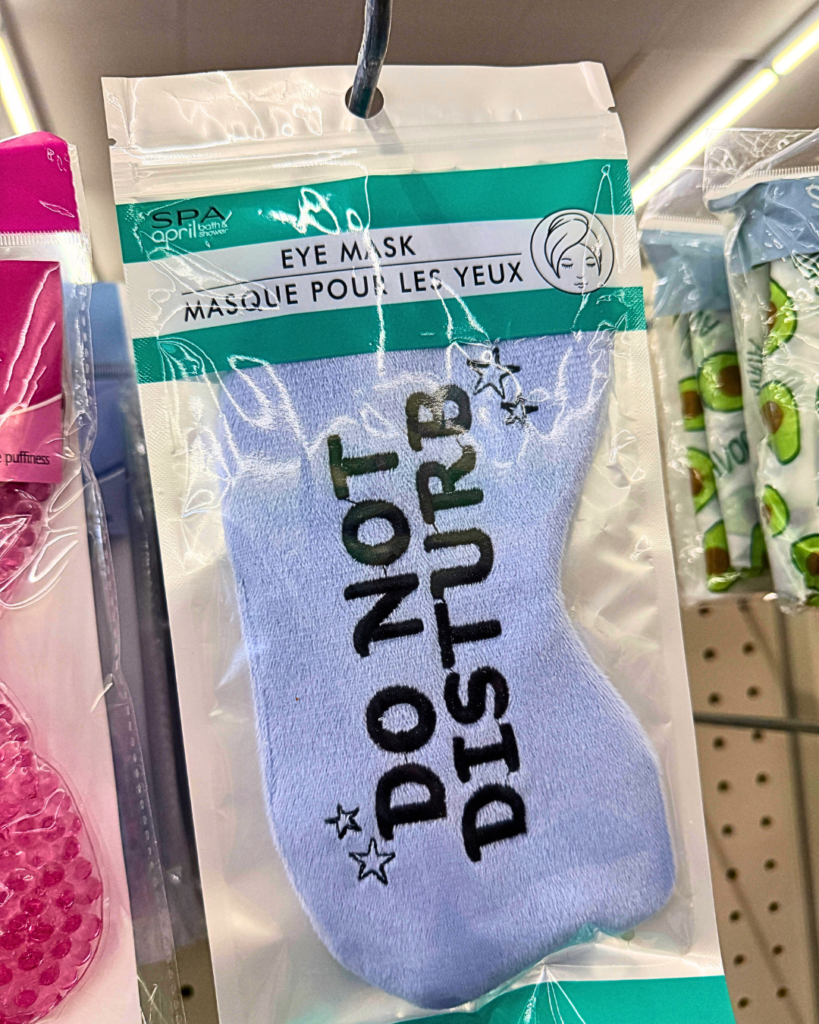 SPA
april bath & shower
EYE MASK
MASQUE POUR LES YEUX
DO NOT
DISTURB
puffiness